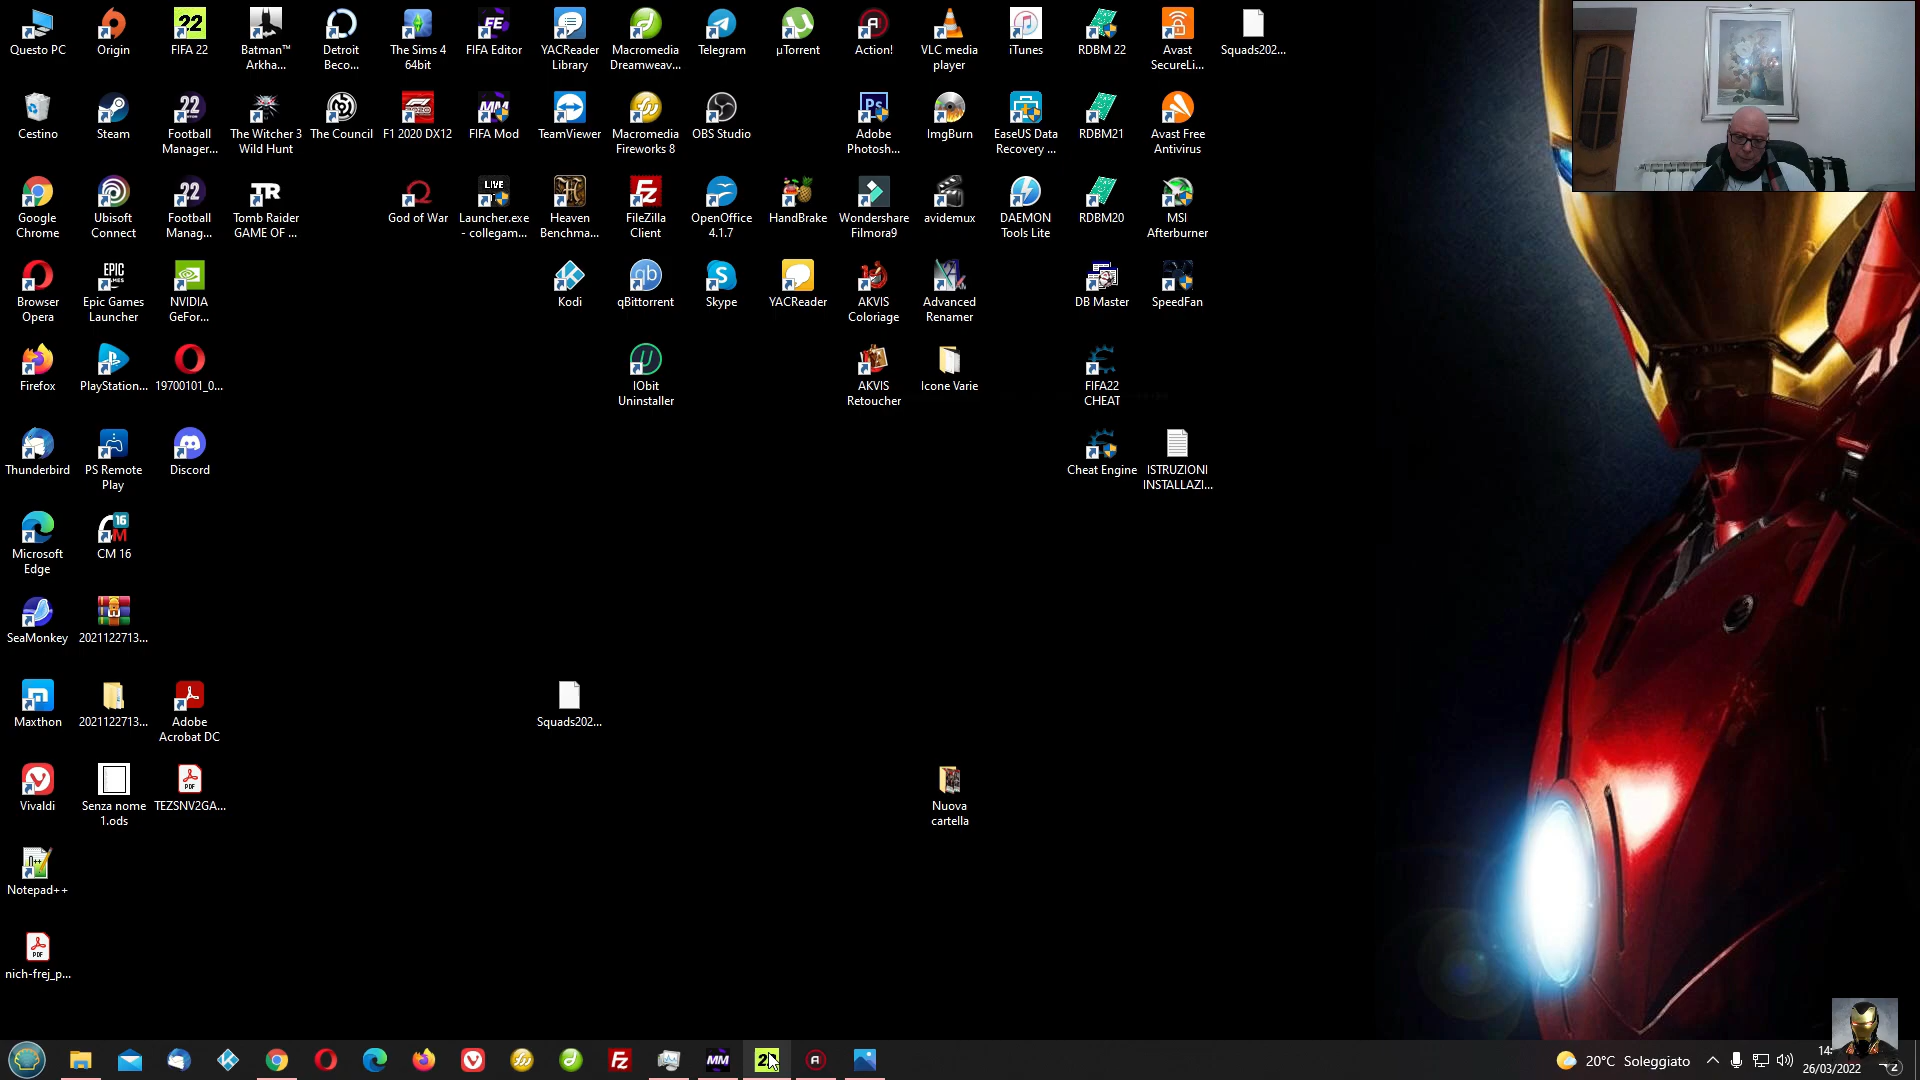 Questo PC
Origin
FIFA 22
Batman™
Arkha...
Detroit
Beco...
The Sims 4
64bit
FIFA Editor
YACReader
Library
Macromedia
Dreamweav...
Telegram
µTorrent
Action!
VLC media
player
iTunes
RDBM 22
Avast
SecureLi...
Squads202...
Cestino
Steam
Football
Manager...
The Witcher 3
Wild Hunt
The Council
F1 2020 DX12
FIFA Mod
TeamViewer
Macromedia
Fireworks 8
OBS Studio
Adobe
Photosh...
ImgBurn
EaseUS Data
Recovery ...
RDBM21
Avast Free
Antivirus
Google
Chrome
Ubisoft
Connect
Football
Manag...
Tomb Raider
GAME OF ...
God of War
Launcher.exe
- collegam...
Heaven
Benchma...
FileZilla
Client
OpenOffice
4.1.7
HandBrake
Wondershare
Filmora9
avidemux
DAEMON
Tools Lite
RDBM20
MSI
Afterburner
Browser
Opera
Epic Games
Launcher
NVIDIA
GeFor...
Kodi
qBittorrent
Skype
YACReader
AKVIS
Coloriage
Advanced
Renamer
DB Master
SpeedFan
Firefox
PlayStation...
19700101_0...
IObit
Uninstaller
AKVIS
Retoucher
Icone Varie
FIFA22
CHEAT
Thunderbird
PS Remote
Play
Discord
Cheat Engine
ISTRUZIONI
INSTALLAZI...
Microsoft
Edge
CM 16
SeaMonkey
2021122713...
Maxthon
2021122713...
Adobe
Acrobat DC
Squads202...
Vivaldi
Senza nome
1.ods
TEZSNV2GA...
Nuova
cartella
Notepad++
nich-frej_p...
20°C Soleggiato
14:
26/03/2022
2